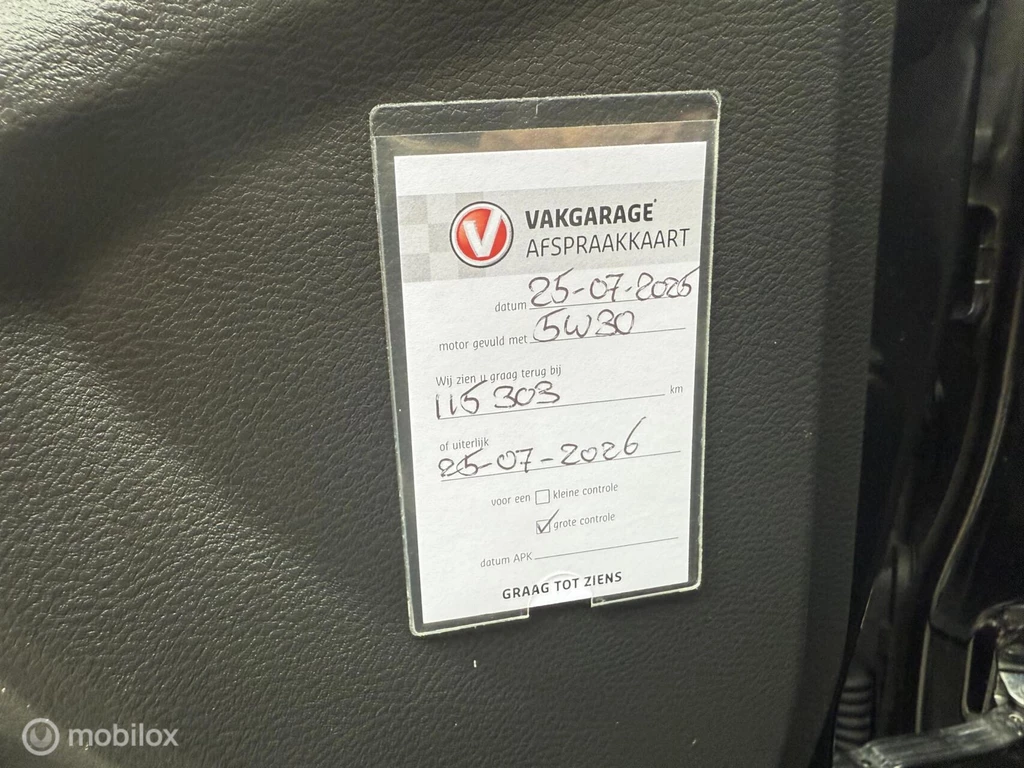 V VAKGARAGE
AFSPRAAKKAART
datum 25-07-2025
motor gevuld met 5W30
Wij zien u graag terug bij
115 303 km
of uiterlijk
25-07-2026
voor een kleine controle
grote controle
datum APK
GRAAG TOT ZIENS
mobilox